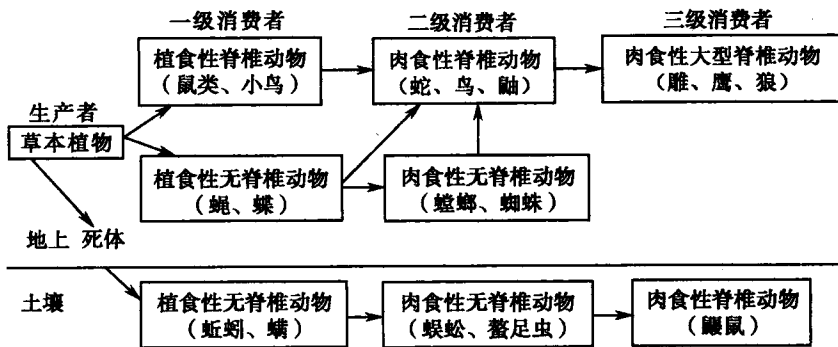 一级消费者
二级消费者
三级消费者
植食性脊椎动物
(鼠类、小鸟)
肉食性脊椎动物
(蛇、鸟、鼬)
肉食性大型脊椎动物
(雕、鹰、狼)
生产者
草本植物
植食性无脊椎动物
(蝇、蝶)
肉食性无脊椎动物
(螳螂、蜘蛛)
地上 死体
土壤
植食性无脊椎动物
(蚯蚓、螨)
肉食性无脊椎动物
(蜈蚣、螯足虫)
肉食性脊椎动物
(鼹鼠)